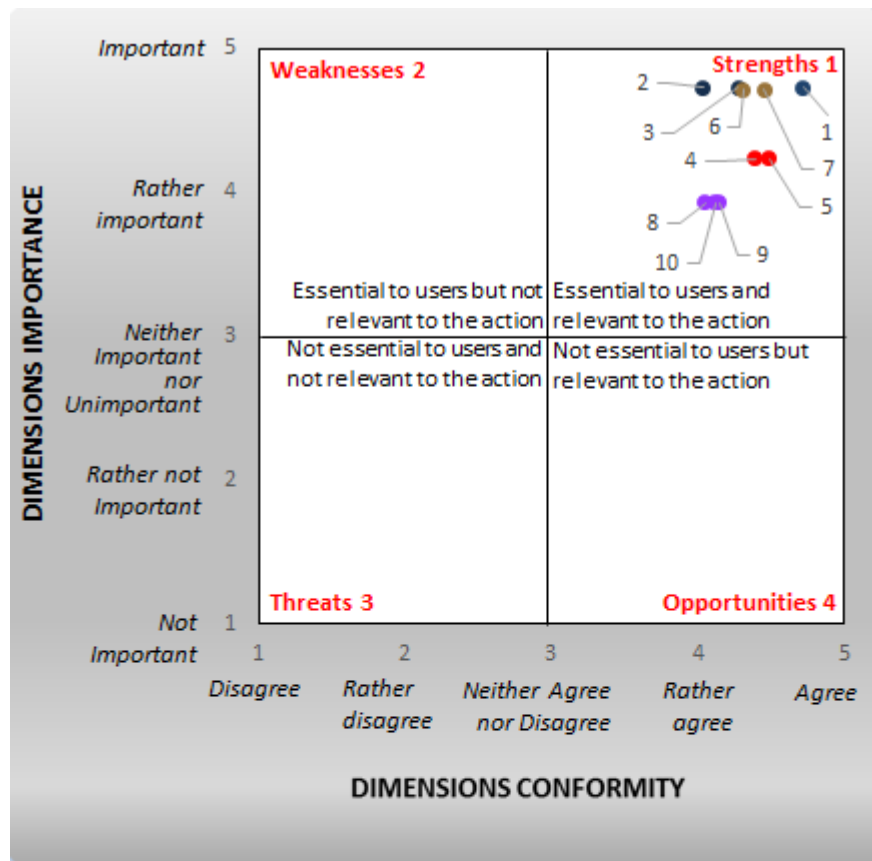 Important 5
Weaknesses 2
Strengths 1
2
3
6
1
7
4
5
8
10
9
Rather
important
4
Essential to users but not
relevant to the action
Essential to users and
relevant to the action
Neither
Important
nor
Unimportant
3
Not essential to users and
not relevant to the action
Not essential to users but
relevant to the action
DIMENSIONS IMPORTANCE
Rather not
Important
2
Threats 3
Opportunities 4
Not
Important
1
1 2 3 4 5
Disagree
Rather
disagree
Neither Agree
nor Disagree
Rather
agree
Agree
DIMENSIONS CONFORMITY